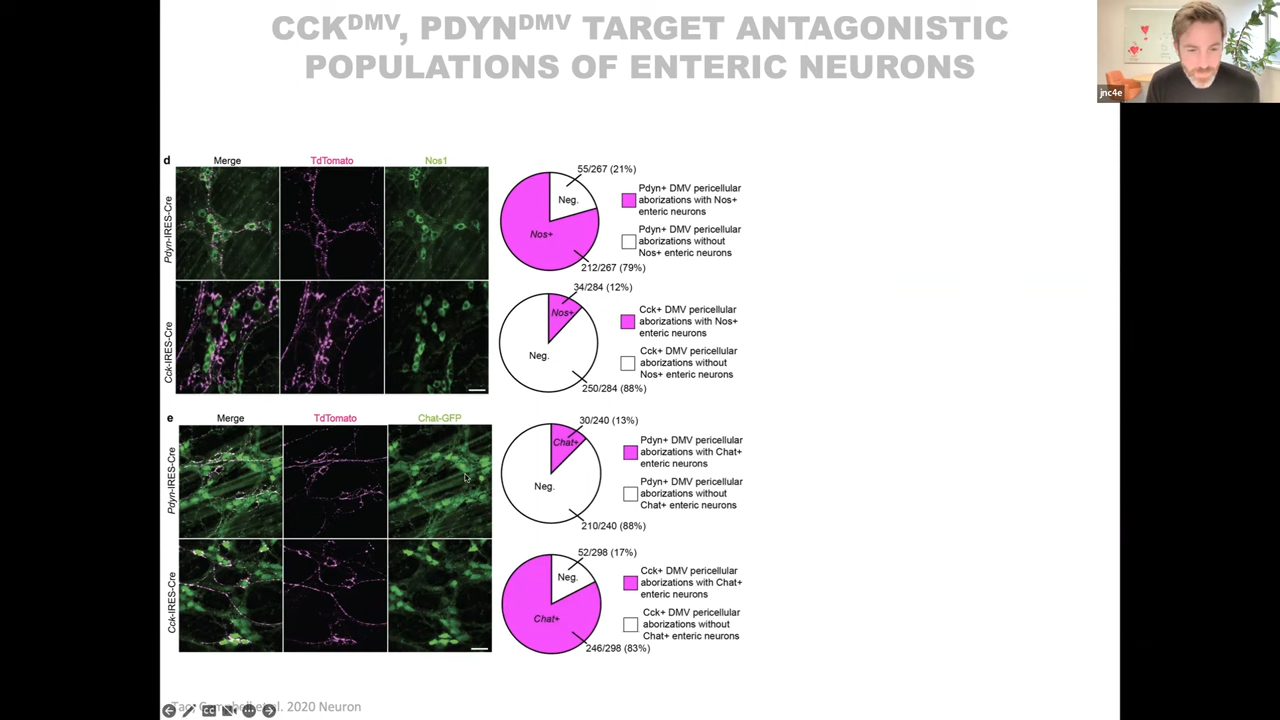 CCKDMV, PDYNDMV TARGET ANTAGONISTIC
POPULATIONS OF ENTERIC NEURONS
jnc4e
d
Merge
TdTomato
Nos1
Pdyn-IRES-Cre
Cck-IRES-Cre
55/267 (21%)
Neg.
Nos+
212/267 (79%)
Pdyn+ DMV pericellular
aborizations with Nos+
enteric neurons
Pdyn+ DMV pericellular
aborizations without
Nos+ enteric neurons
34/284 (12%)
Nos+
Neg.
250/284 (88%)
Cck+ DMV pericellular
aborizations with Nos+
enteric neurons
Cck+ DMV pericellular
aborizations without
Nos+ enteric neurons
e
Merge
TdTomato
Chat-GFP
Pdyn-IRES-Cre
Cck-IRES-Cre
30/240 (13%)
Chat+
Neg.
210/240 (88%)
Pdyn+ DMV pericellular
aborizations with Chat+
enteric neurons
Pdyn+ DMV pericellular
aborizations without
Chat+ enteric neurons
52/298 (17%)
Neg.
Chat+
246/298 (83%)
Cck+ DMV pericellular
aborizations with Chat+
enteric neurons
Cck+ DMV pericellular
aborizations without
Chat+ enteric neurons
2020 Neuron